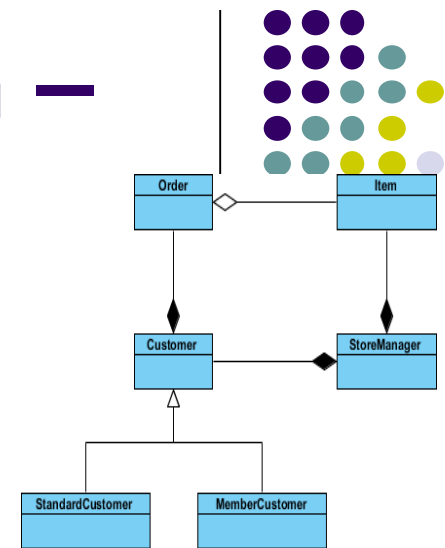 Order
Item
Customer
StoreManager
StandardCustomer
MemberCustomer